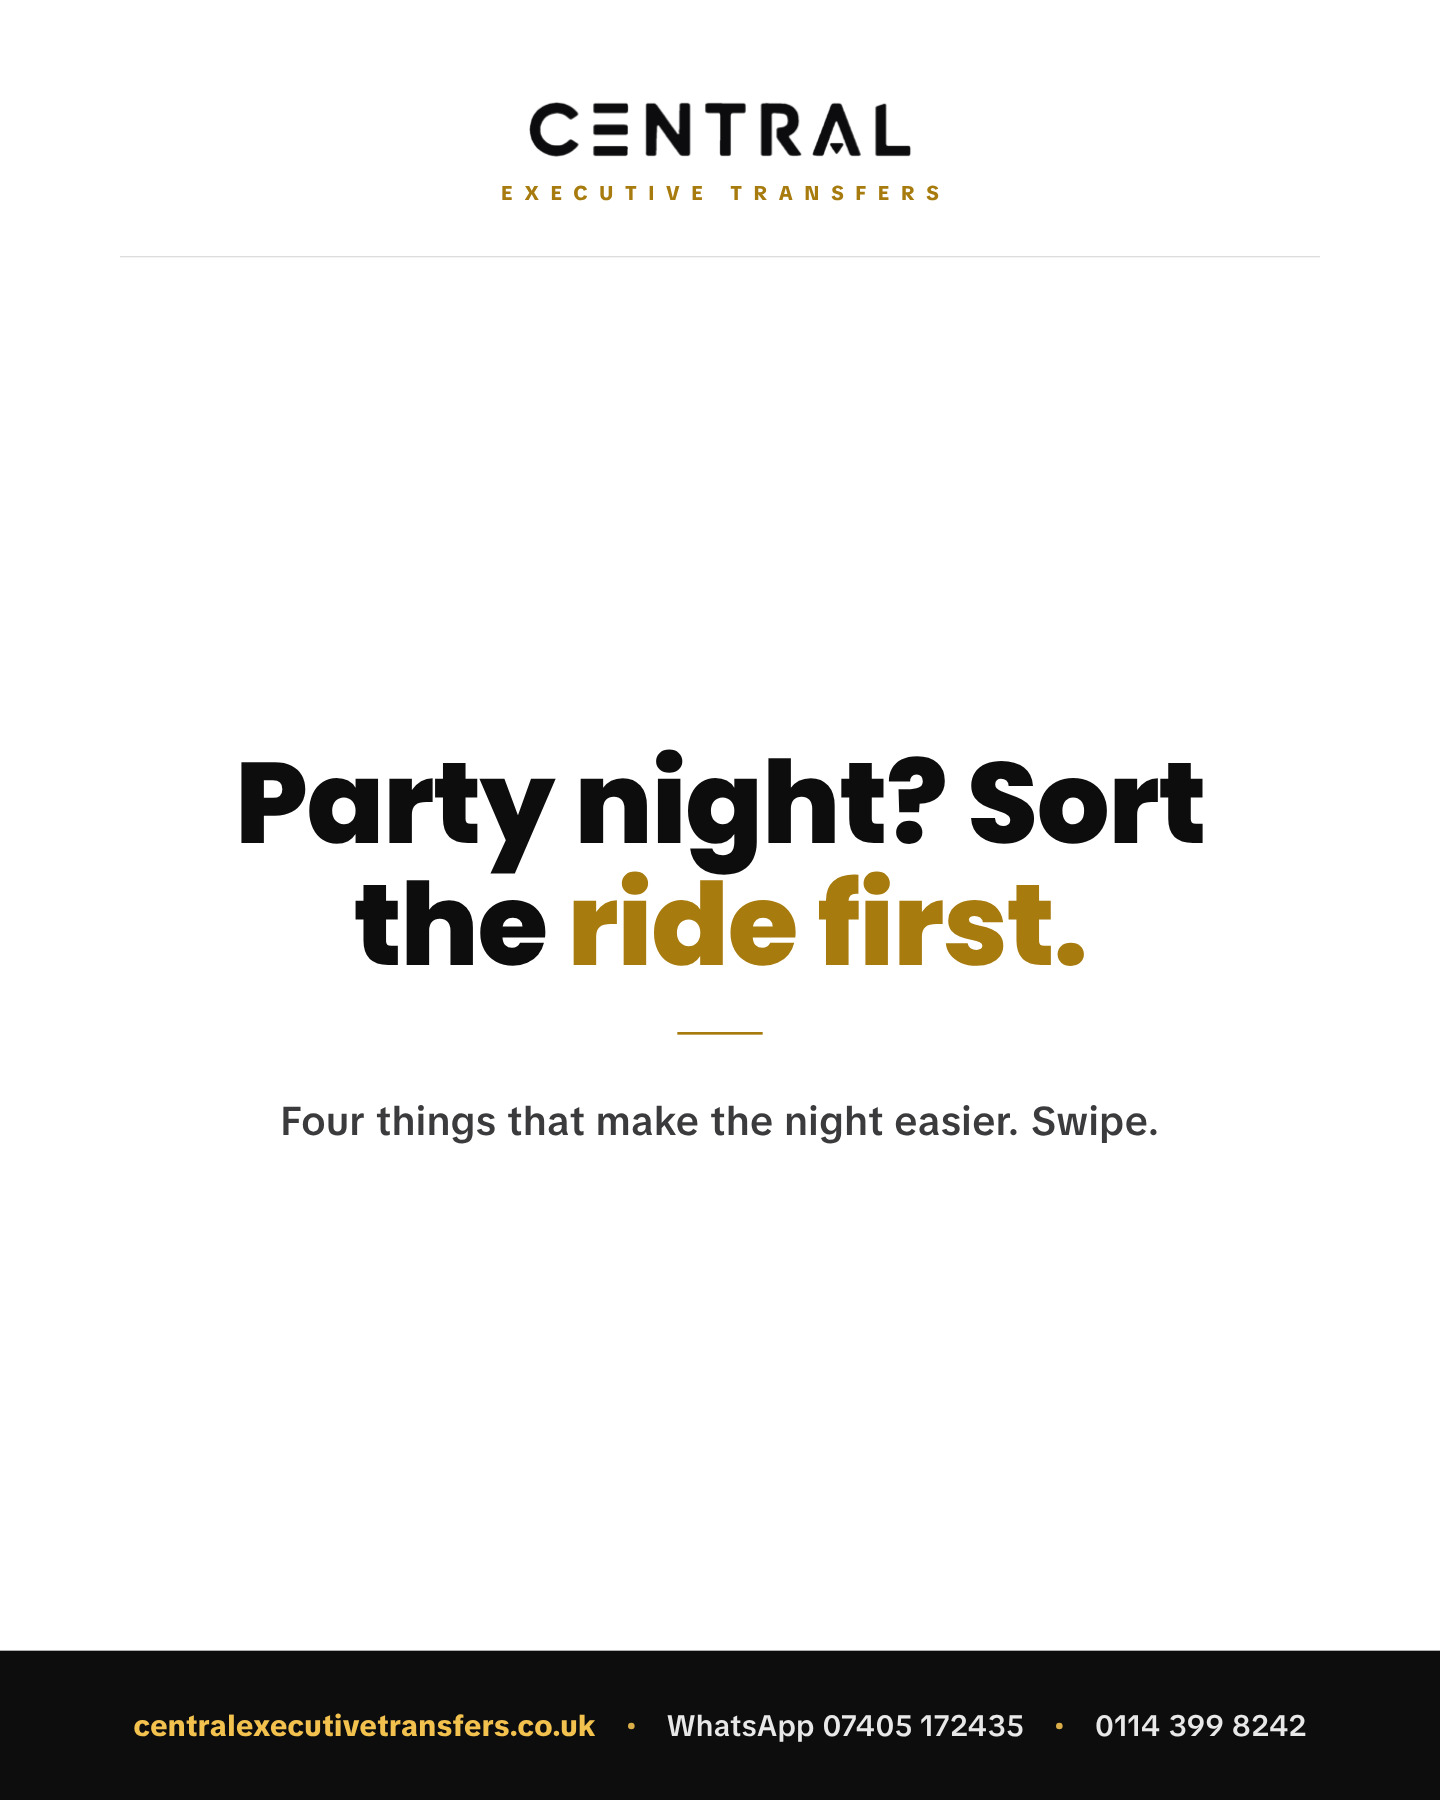 CENTRAL
EXECUTIVE TRANSFERS
Party night? Sort
the ride first.
Four things that make the night easier. Swipe.
centralexecutivetransfers.co.uk • WhatsApp 07405 172435 • 0114 399 8242